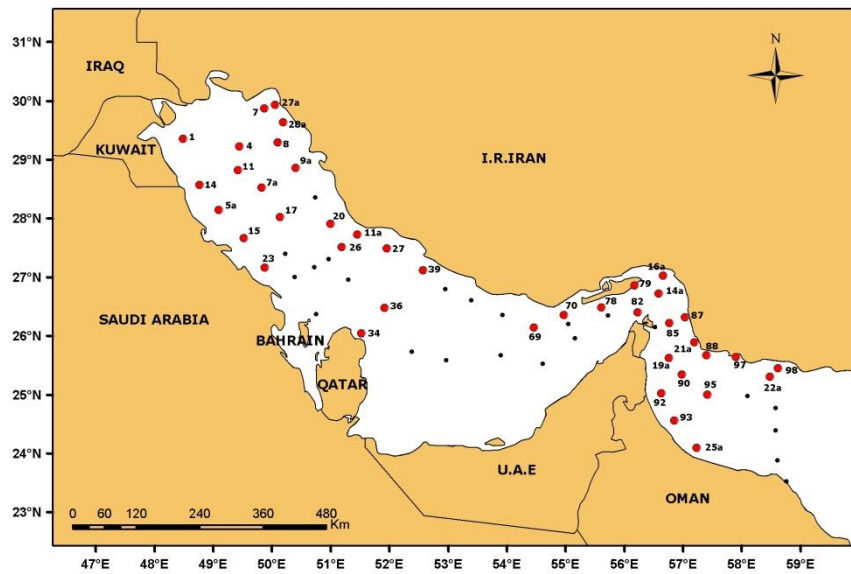 31°N
30°N
29°N
28°N
27°N
26°N
25°N
24°N
23°N
IRAQ
KUWAIT
SAUDI ARABIA
BAHRAIN
QATAR
U.A.E
OMAN
I.R.IRAN
N
7
27a
28a
1
4
8
9a
11
14
7a
5a
17
15
20
11a
23
26
27
39
36
34
16a
79
14a
70
78
82
87
69
85
21a
88
97
98
19a
90
22a
92
95
93
25a
0 30 60 120 240 360 480
Km
47°E 48°E 49°E 50°E 51°E 52°E 53°E 54°E 55°E 56°E 57°E 58°E 59°E